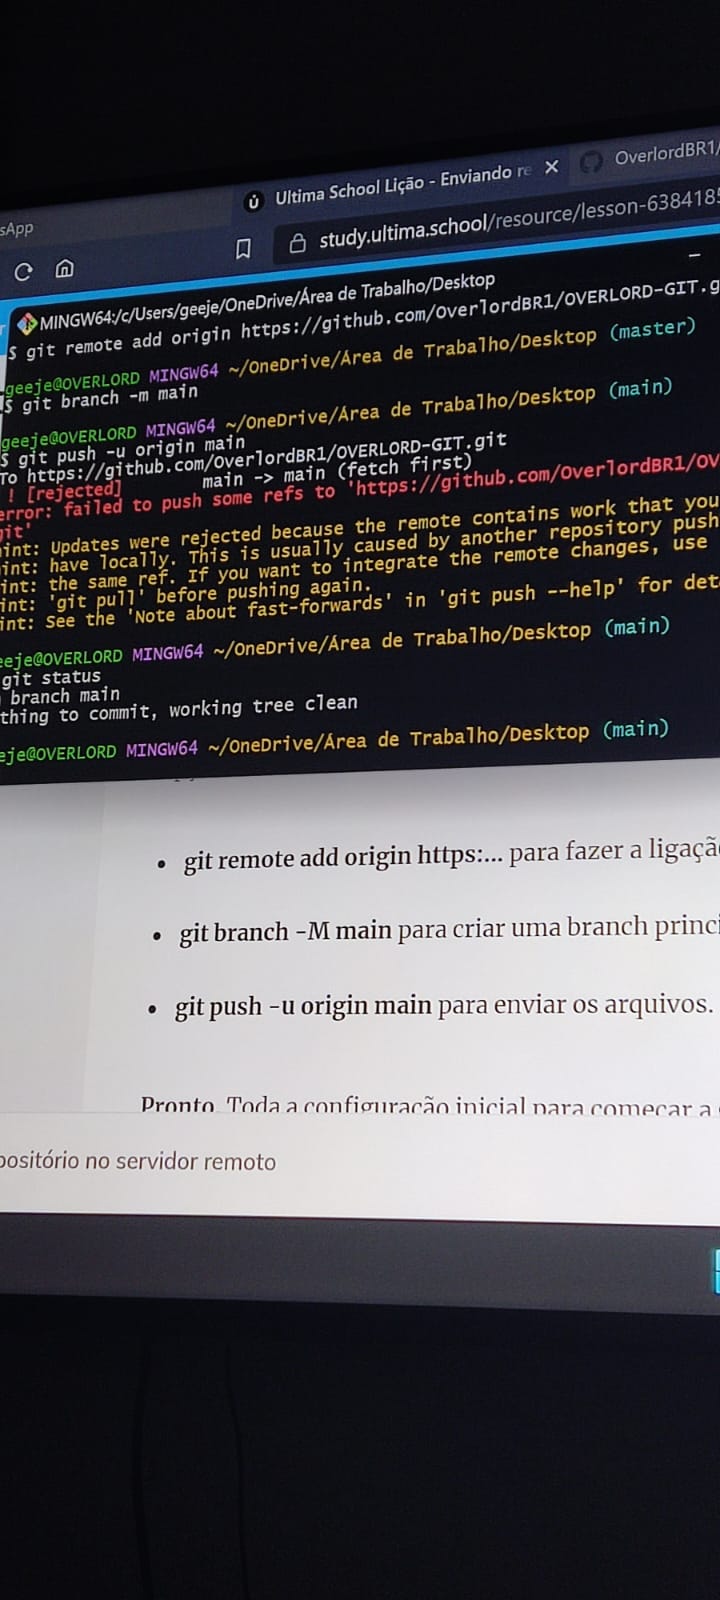 sApp
Ultima School Lição - Enviando re
OverlordBR1/
study.ultima.school/resource/lesson-638418
MINGW64:/c/Users/geeje/OneDrive/Área de Trabalho/Desktop
$ git remote add origin https://github.com/OverlordBR1/OVERLORD-GIT.g
geeje@OVERLORD MINGW64 ~/OneDrive/Área de Trabalho/Desktop (master)
$ git branch -m main
geeje@OVERLORD MINGW64 ~/OneDrive/Área de Trabalho/Desktop (main)
$ git push -u origin main
To https://github.com/OverlordBR1/OVERLORD-GIT.git
! [rejected] main -> main (fetch first)
error: failed to push some refs to 'https://github.com/OverlordBR1/OV
git'
hint: Updates were rejected because the remote contains work that you
hint: have locally. This is usually caused by another repository push
int: the same ref. If you want to integrate the remote changes, use
int: 'git pull' before pushing again.
int: See the 'Note about fast-forwards' in 'git push --help' for det
eeje@OVERLORD MINGW64 ~/OneDrive/Área de Trabalho/Desktop (main)
git status
branch main
thing to commit, working tree clean
eje@OVERLORD MINGW64 ~/OneDrive/Área de Trabalho/Desktop (main)
• git remote add origin https:... para fazer a ligaçã
• git branch -M main para criar uma branch princi
• git push -u origin main para enviar os arquivos.
Pronto. Toda a configuração inicial para começar a
positório no servidor remoto